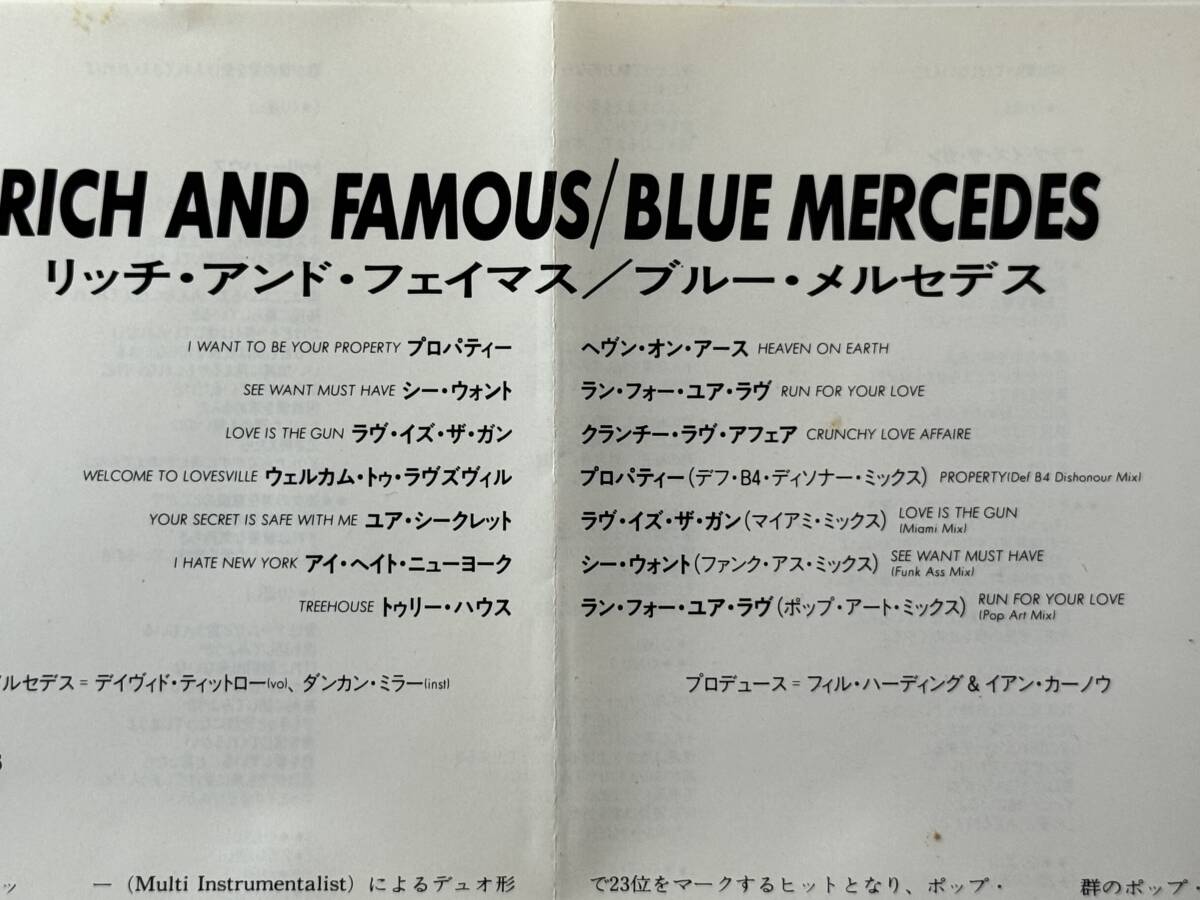 RICH AND FAMOUS/BLUE MERCEDES
リッチ・アンド・フェイマス/ブルー・メルセデス
I WANT TO BE YOUR PROPERTY プロパティー
SEE WANT MUST HAVE シー・ウォント
LOVE IS THE GUN ラヴ・イズ・ザ・ガン
WELCOME TO LOVESVILLE ウェルカム・トゥ・ラヴズヴィル
YOUR SECRET IS SAFE WITH ME ユア・シークレット
I HATE NEW YORK アイ・ヘイト・ニューヨーク
TREEHOUSE トゥリー・ハウス
ヘヴン・オン・アース HEAVEN ON EARTH
ラン・フォー・ユア・ラヴ RUN FOR YOUR LOVE
クランチー・ラヴ・アフェア CRUNCHY LOVE AFFAIRE
プロパティー(デフ・B4・ディソナー・ミックス) PROPERTY(Def B4 Dishonour Mix)
ラヴ・イズ・ザ・ガン(マイアミ・ミックス) LOVE IS THE GUN
(Miami Mix)
シー・ウォント(ファンク・アス・ミックス) SEE WANT MUST HAVE
(Funk Ass Mix)
ラン・フォー・ユア・ラヴ(ポップ・アート・ミックス) RUN FOR YOUR LOVE
(Pop Art Mix)
ルセデス=デイヴィド・ティットロー(vo)、ダンカン・ミラー(inst)
プロデュース=フィル・ハーディング&イアン・カーノウ
ッ
ー (Multi Instrumentalist) によるデュオ形
で23位をマークするヒットとなり、ポップ・
群のポップ・